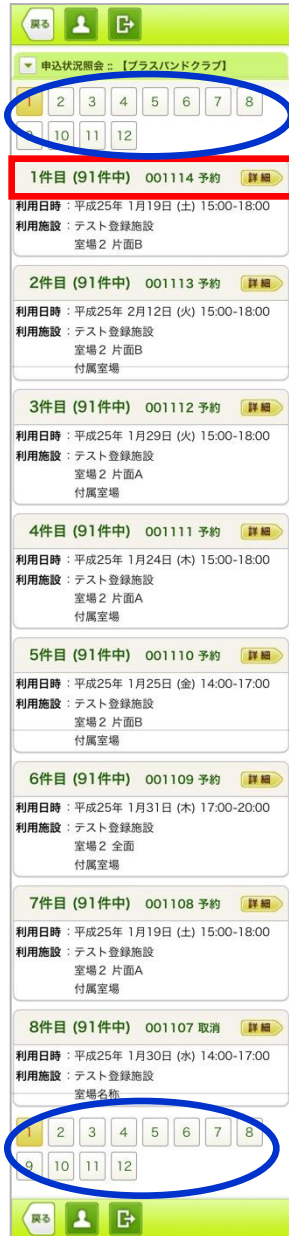 戻る
申込状況照会 :: 【ブラスバンドクラブ】
1 2 3 4 5 6 7 8
9 10 11 12
1件目 (91件中) 001114 予約 詳細
利用日時：平成25年 1月19日 (土) 15:00-18:00
利用施設：テスト登録施設
室場2 片面B
2件目 (91件中) 001113 予約 詳細
利用日時：平成25年 2月12日 (火) 15:00-18:00
利用施設：テスト登録施設
室場2 片面B
付属室場
3件目 (91件中) 001112 予約 詳細
利用日時：平成25年 1月29日 (火) 15:00-18:00
利用施設：テスト登録施設
室場2 片面A
付属室場
4件目 (91件中) 001111 予約 詳細
利用日時：平成25年 1月24日 (木) 15:00-18:00
利用施設：テスト登録施設
室場2 片面A
付属室場
5件目 (91件中) 001110 予約 詳細
利用日時：平成25年 1月25日 (金) 14:00-17:00
利用施設：テスト登録施設
室場2 片面B
付属室場
6件目 (91件中) 001109 予約 詳細
利用日時：平成25年 1月31日 (木) 17:00-20:00
利用施設：テスト登録施設
室場2 全面
付属室場
7件目 (91件中) 001108 予約 詳細
利用日時：平成25年 1月19日 (土) 15:00-18:00
利用施設：テスト登録施設
室場2 片面A
付属室場
8件目 (91件中) 001107 取消 詳細
利用日時：平成25年 1月30日 (水) 14:00-17:00
利用施設：テスト登録施設
室場名称
1 2 3 4 5 6 7 8
9 10 11 12
戻る